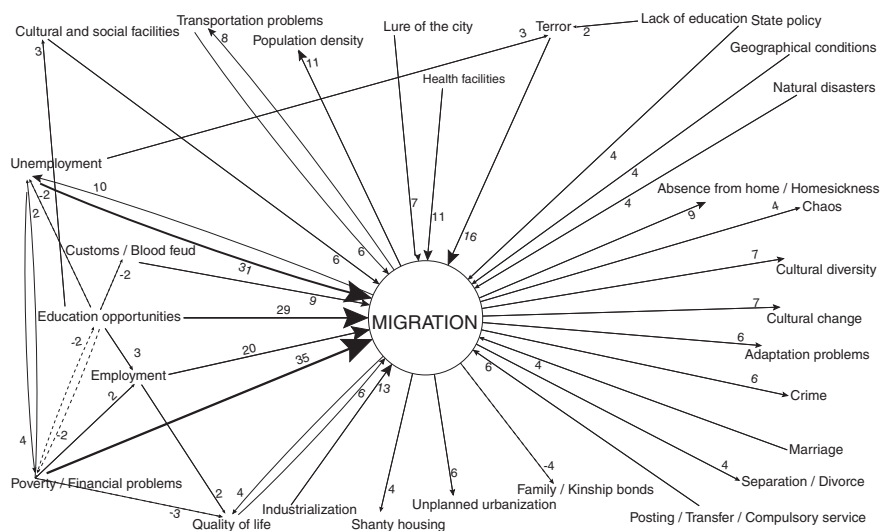 Cultural and social facilities
Transportation problems
Population density
Lure of the city
Terror
Lack of education
State policy
Geographical conditions
Health facilities
Natural disasters
3
8
11
3
2
Unemployment
-2
10
2
4
4
4
Absence from home / Homesickness
9
4
Chaos
7
11
16
Customs / Blood feud
-2
31
9
6
6
7
Cultural diversity
Education opportunities
29
MIGRATION
7
Cultural change
-2
3
6
Adaptation problems
Employment
20
2
35
6
13
6
4
6
Crime
4
-2
Marriage
Poverty / Financial problems
-3
2
4
Industrialization
4
6
-4
4
Separation / Divorce
Quality of life
Shanty housing
Unplanned urbanization
Family / Kinship bonds
Posting / Transfer / Compulsory service